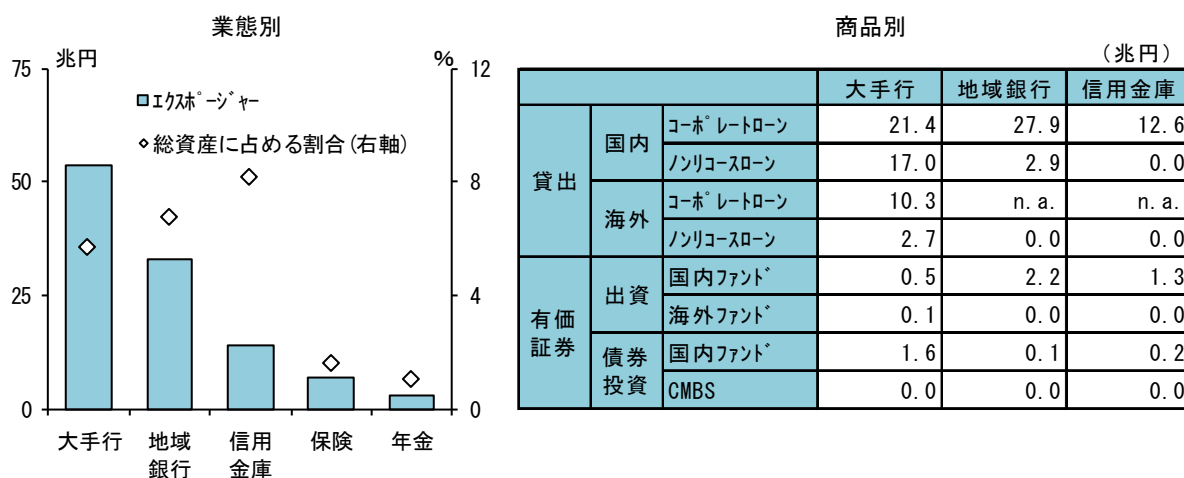 業態別
兆円
%
75
50
25
0
12
8
4
0
ｴｸｽﾎﾟｰｼﾞｬｰ
総資産に占める割合(右軸)
大手行
地域
銀行
信用
金庫
保険
年金
商品別
(兆円)
大手行 地域銀行 信用金庫
貸出 国内 ｺｰﾎﾟﾚｰﾄﾛｰﾝ 21.4 27.9 12.6
ﾉﾝﾘｺｰｽﾛｰﾝ 17.0 2.9 0.0
海外 ｺｰﾎﾟﾚｰﾄﾛｰﾝ 10.3 n.a. n.a.
ﾉﾝﾘｺｰｽﾛｰﾝ 2.7 0.0 0.0
有価
証券
出資 国内ﾌｧﾝﾄﾞ 0.5 2.2 1.3
海外ﾌｧﾝﾄﾞ 0.1 0.0 0.0
債券
投資
国内ﾌｧﾝﾄﾞ 1.6 0.1 0.2
CMBS 0.0 0.0 0.0